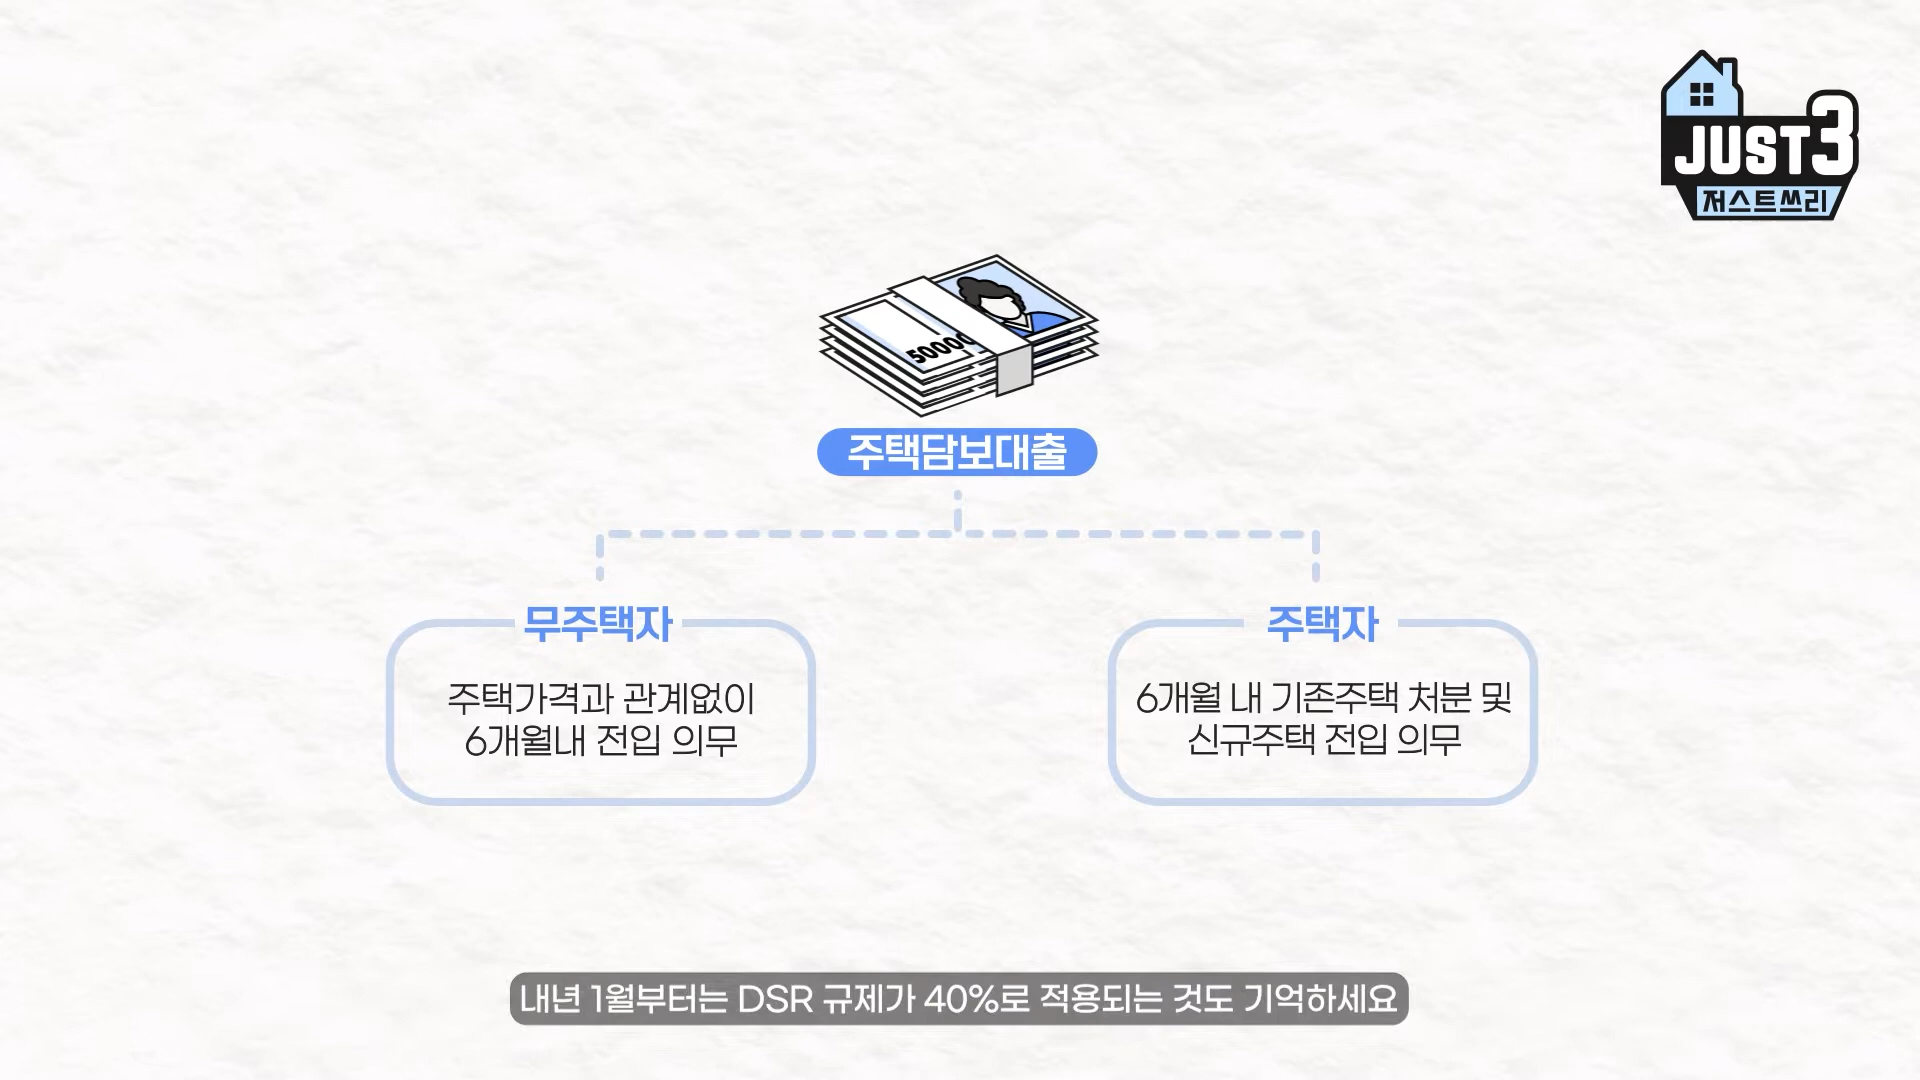 JUST3
저스트쓰리
50000
주택담보대출
무주택자
주택가격과 관계없이
6개월내 전입 의무
주택자
6개월 내 기존주택 처분 및
신규주택 전입 의무
내년 1월부터는 DSR 규제가 40%로 적용되는 것도 기억하세요